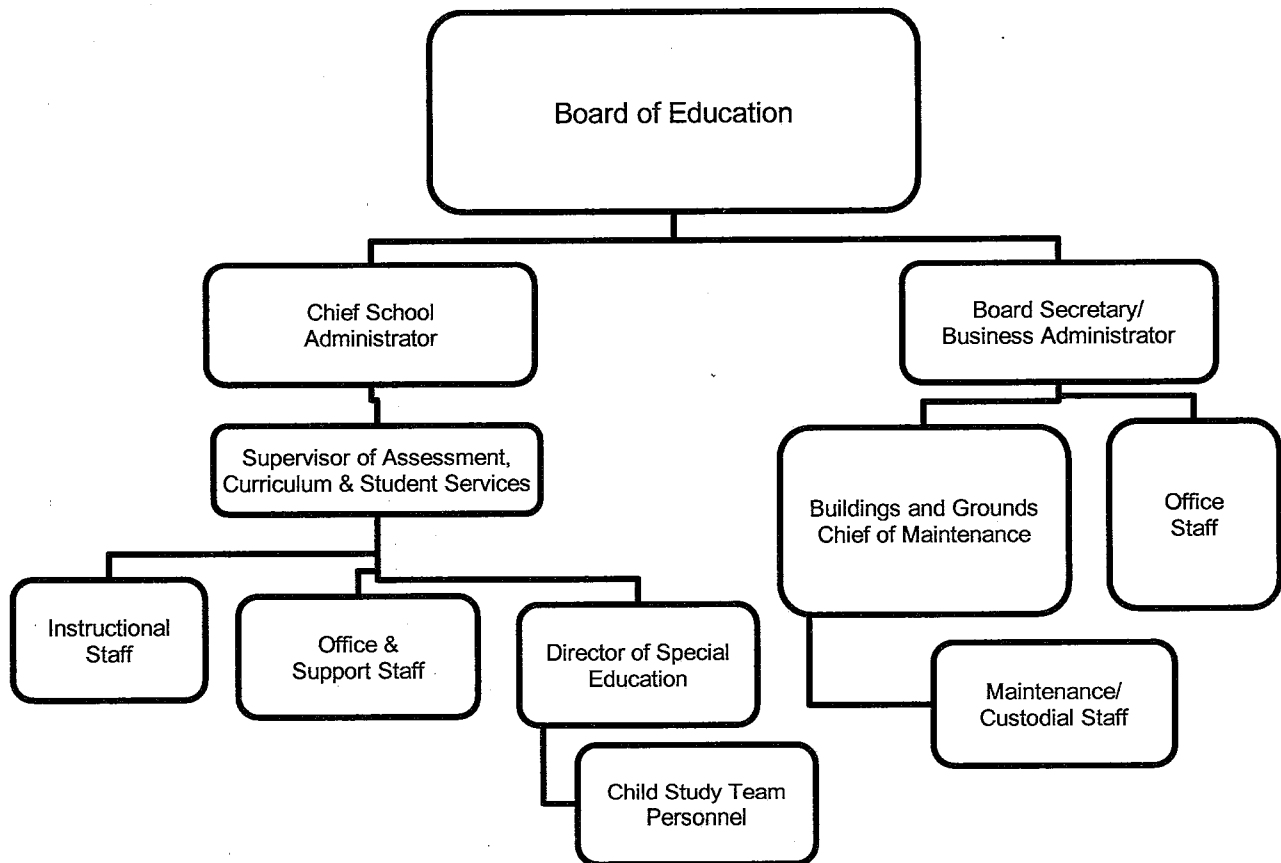 Board of Education
Chief School
Administrator
Board Secretary/
Business Administrator
Supervisor of Assessment,
Curriculum & Student Services
Buildings and Grounds
Chief of Maintenance
Office
Staff
Instructional
Staff
Office &
Support Staff
Director of Special
Education
Maintenance/
Custodial Staff
Child Study Team
Personnel